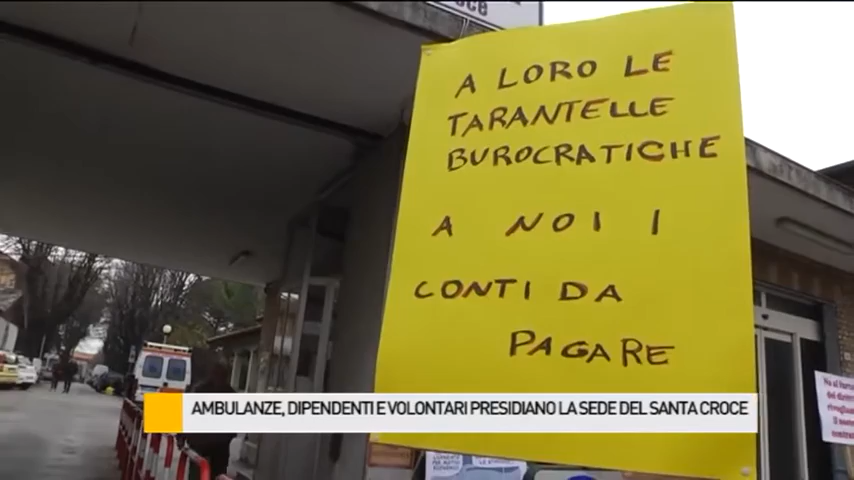 A LORO LE
TARANTELLE
BUROCRATICHE
A NOI I
CONTI DA
PAGARE
AMBULANZE, DIPENDENTI E VOLONTARI PRESIDIANO LA SEDE DEL SANTA CROCE